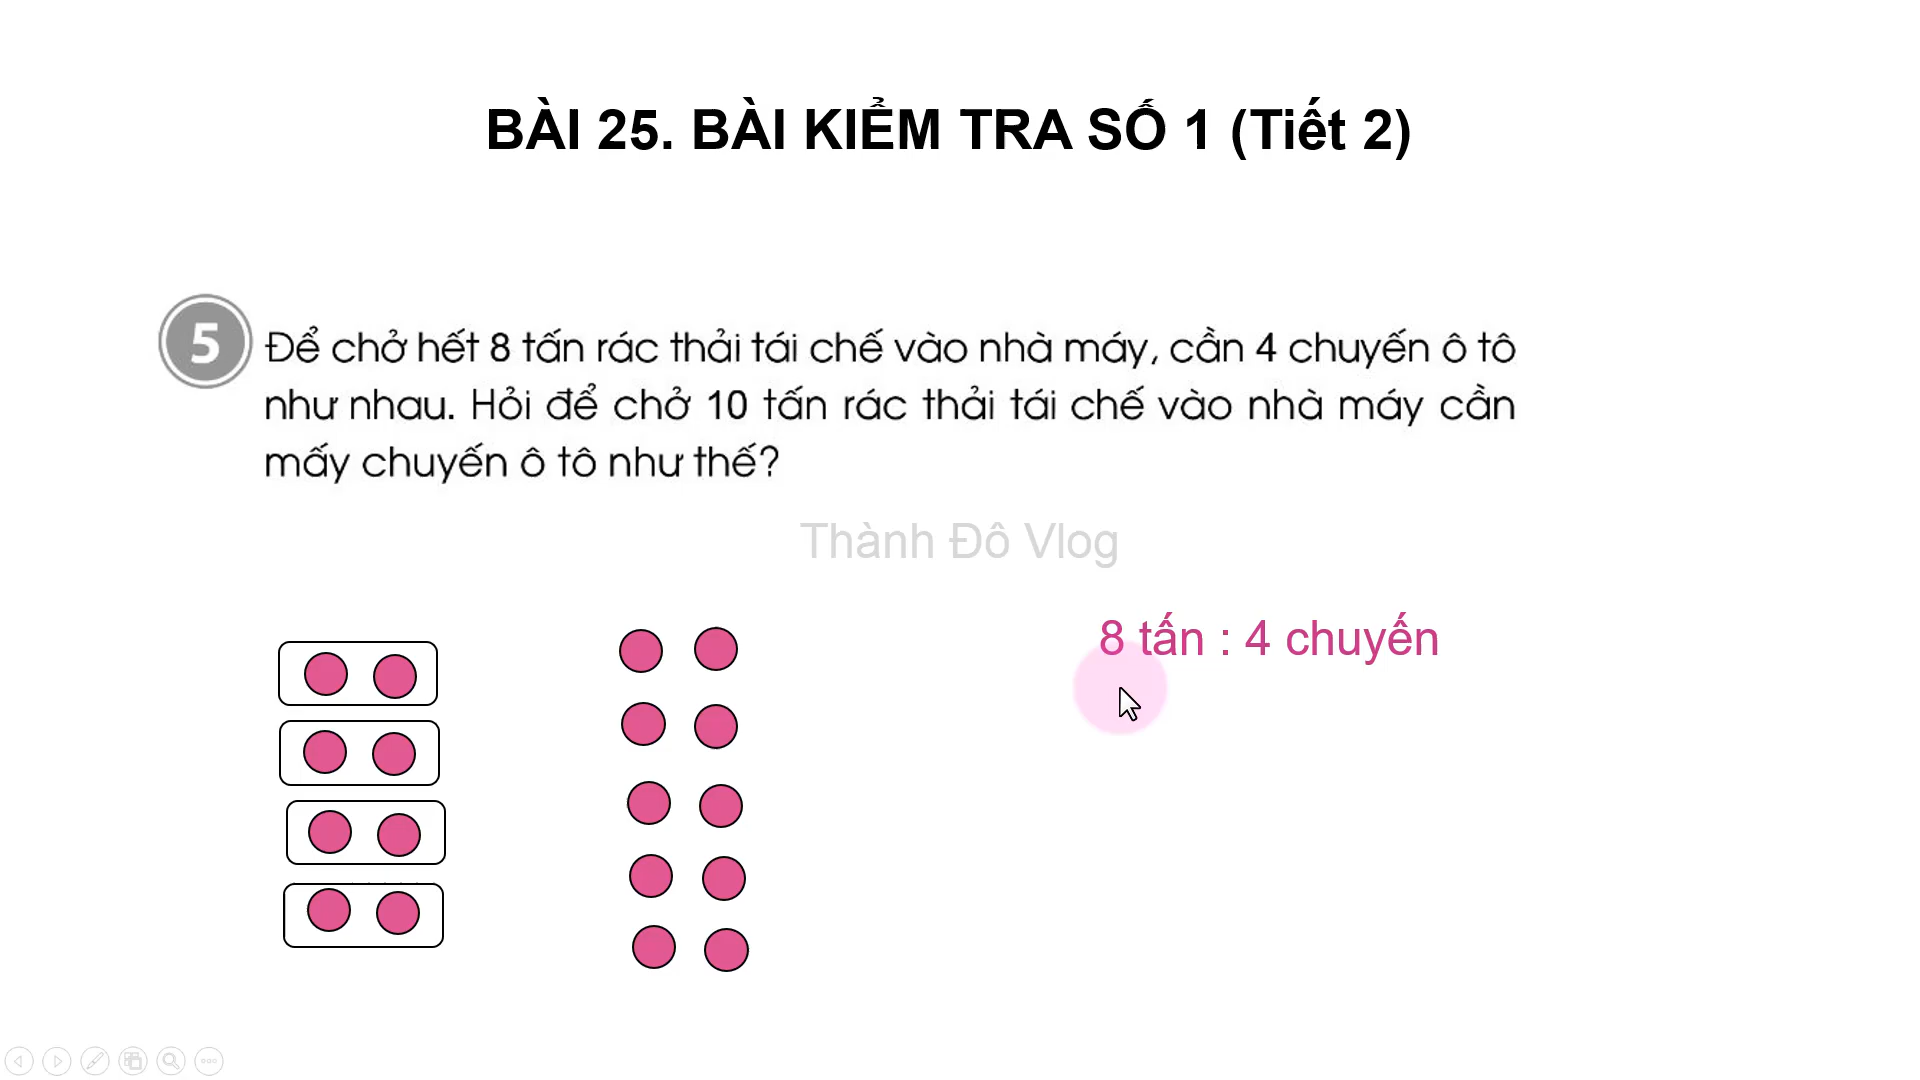 BÀI 25. BÀI KIỂM TRA SỐ 1 (Tiết 2)
5
Để chở hết 8 tấn rác thải tái chế vào nhà máy, cần 4 chuyến ô tô
như nhau. Hỏi để chở 10 tấn rác thải tái chế vào nhà máy cần
mấy chuyến ô tô như thế?
Thành Đô Vlog
8 tấn : 4 chuyến